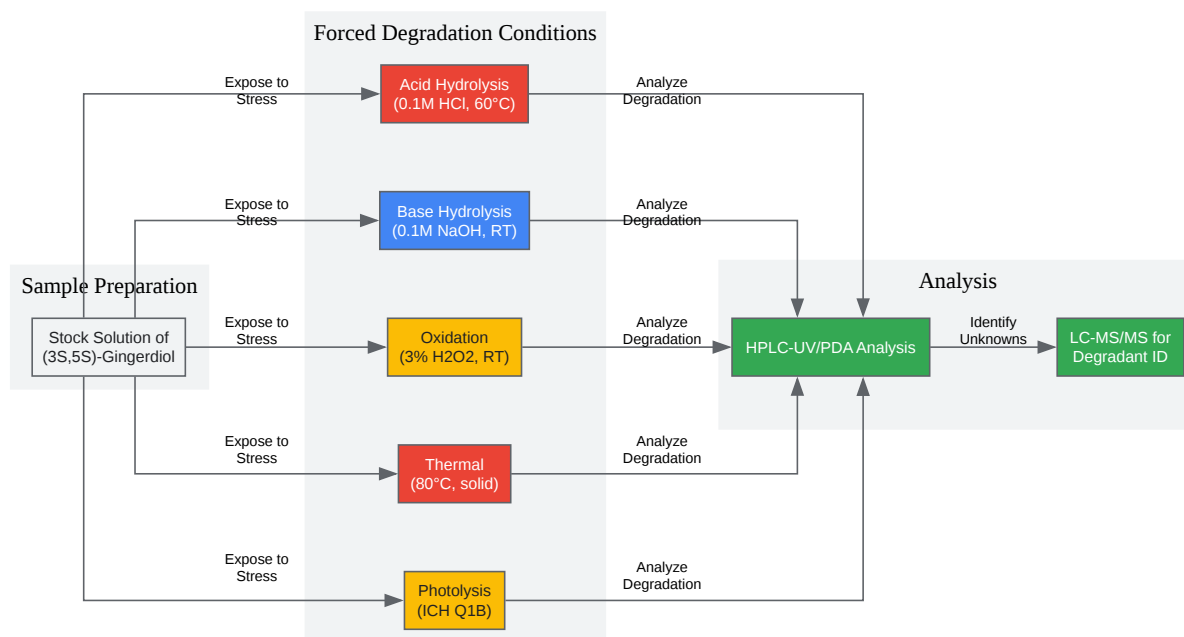 Forced Degradation Conditions
Expose to
Stress
Acid Hydrolysis
(0.1M HCl, 60°C)
Analyze
Degradation
Expose to
Stress
Base Hydrolysis
(0.1M NaOH, RT)
Analyze
Degradation
Sample Preparation
Analysis
Stock Solution of
(3S,5S)-Gingerdiol
Expose to
Stress
Oxidation
(3% H2O2, RT)
Analyze
Degradation
HPLC-UV/PDA Analysis
Identify
Unknowns
LC-MS/MS for
Degradant ID
Expose to
Stress
Thermal
(80°C, solid)
Analyze
Degradation
Expose to
Stress
Photolysis
(ICH Q1B)
Analyze
Degradation